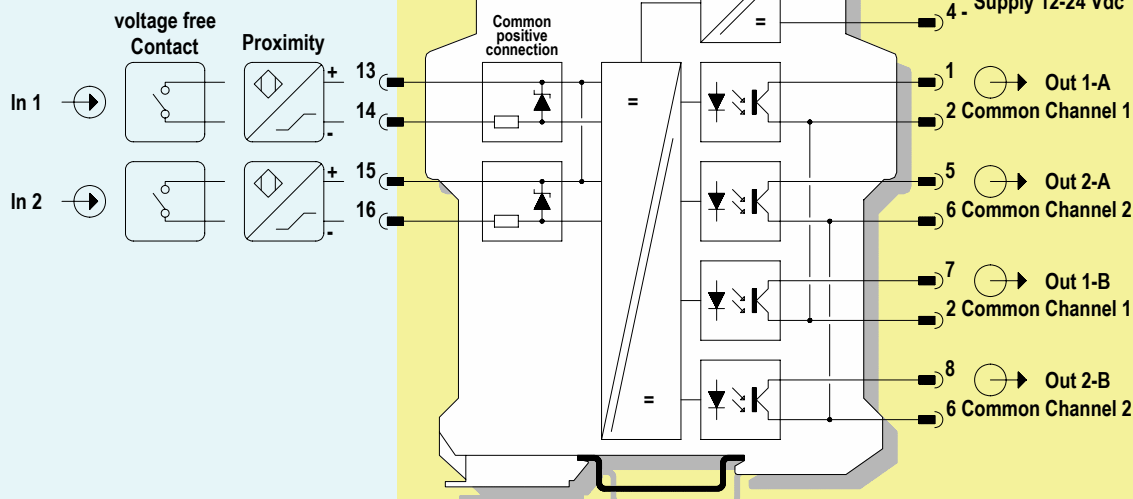 Supply 12-24 Vdc
4 -
=
voltage free
Contact
Proximity
Common
positive
connection
In 1
+
13
14
-
=
1
Out 1-A
2 Common Channel 1
In 2
+
15
16
-
5
Out 2-A
6 Common Channel 2
7
Out 1-B
2 Common Channel 1
=
8
Out 2-B
6 Common Channel 2